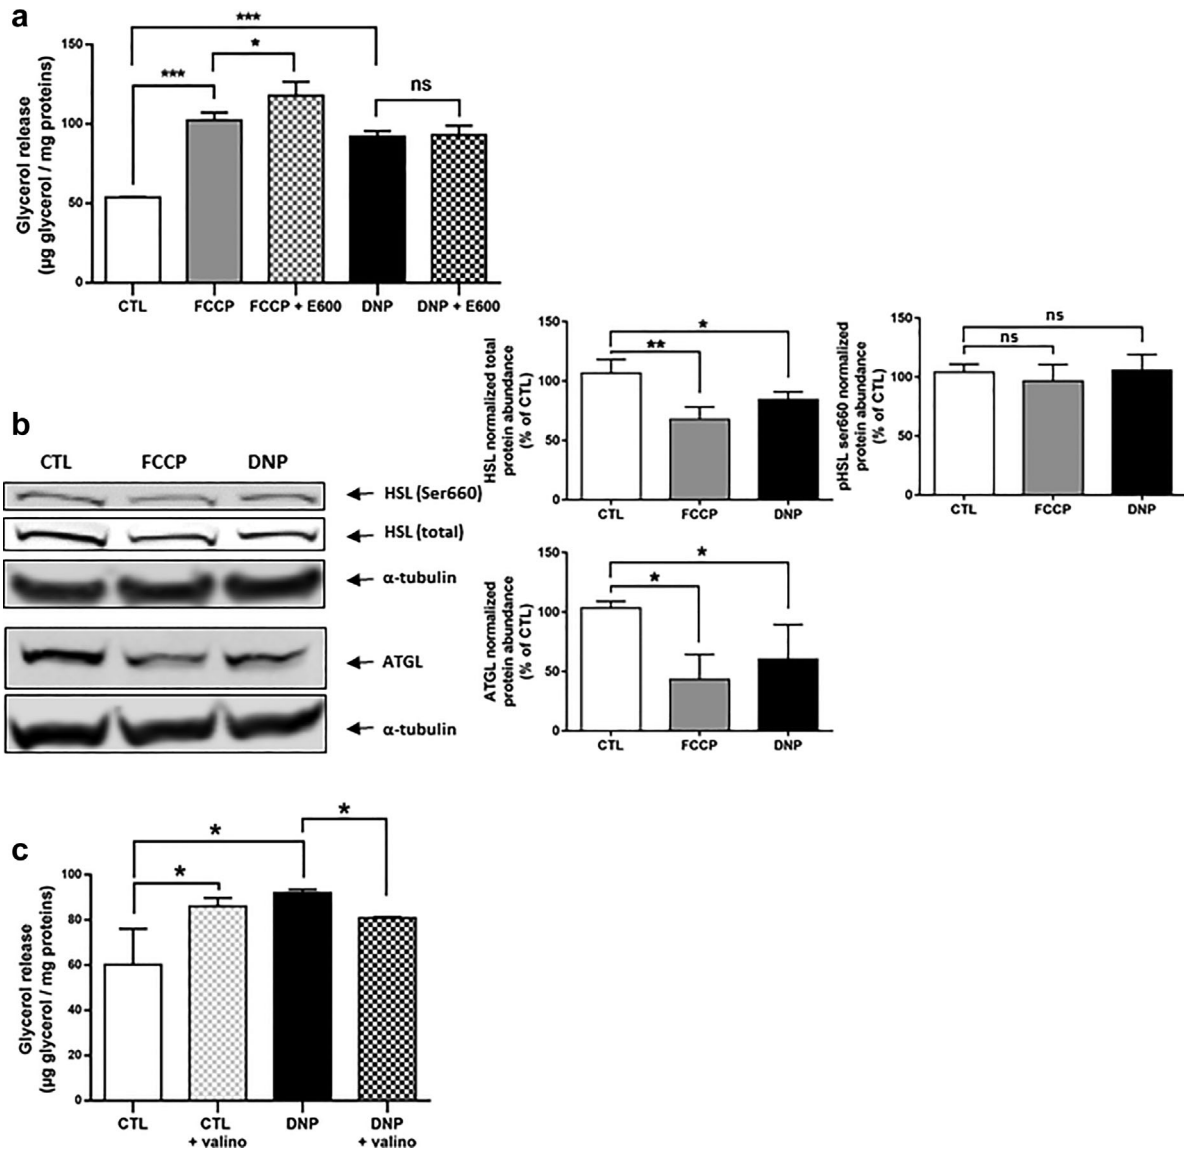 a
***
*
***
ns
Glycerol release
(µg glycerol / mg proteins)
150
100
50
0
CTL
FCCP
FCCP + E600
DNP
DNP + E600
b
CTL
FCCP
DNP
HSL (Ser660)
HSL (total)
α-tubulin
ATGL
α-tubulin
HSL normalized total
protein abundance
(% of CTL)
150
100
50
0
*
**
CTL
FCCP
DNP
pHSL ser660 normalized
protein abundance
(% of CTL)
150
100
50
0
ns
ns
CTL
FCCP
DNP
ATGL normalized
protein abundance
(% of CTL)
150
100
50
0
*
*
CTL
FCCP
DNP
c
*
*
*
Glycerol release
(µg glycerol / mg proteins)
100
80
60
40
20
0
CTL
CTL
+ valino
DNP
DNP
+ valino